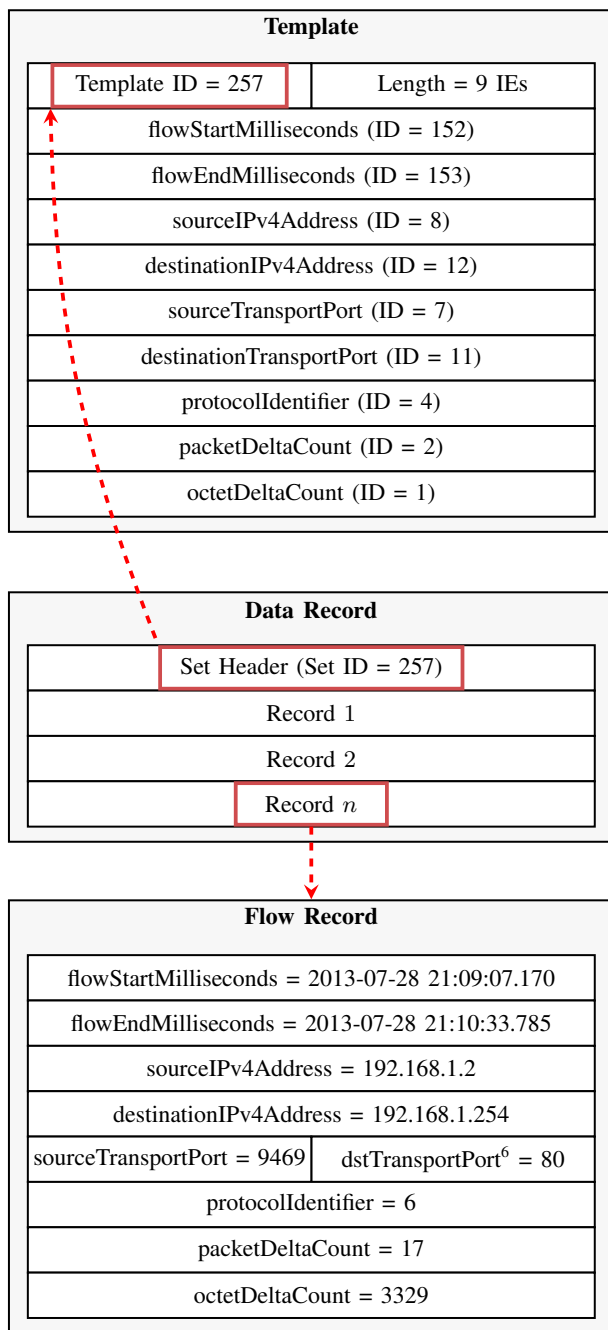 Template
Template ID = 257 Length = 9 IEs
flowStartMilliseconds (ID = 152)
flowEndMilliseconds (ID = 153)
sourceIPv4Address (ID = 8)
destinationIPv4Address (ID = 12)
sourceTransportPort (ID = 7)
destinationTransportPort (ID = 11)
protocolIdentifier (ID = 4)
packetDeltaCount (ID = 2)
octetDeltaCount (ID = 1)
Data Record
Set Header (Set ID = 257)
Record 1
Record 2
Record n
Flow Record
flowStartMilliseconds = 2013-07-28 21:09:07.170
flowEndMilliseconds = 2013-07-28 21:10:33.785
sourceIPv4Address = 192.168.1.2
destinationIPv4Address = 192.168.1.254
sourceTransportPort = 9469 dstTransportPort⁶ = 80
protocolIdentifier = 6
packetDeltaCount = 17
octetDeltaCount = 3329